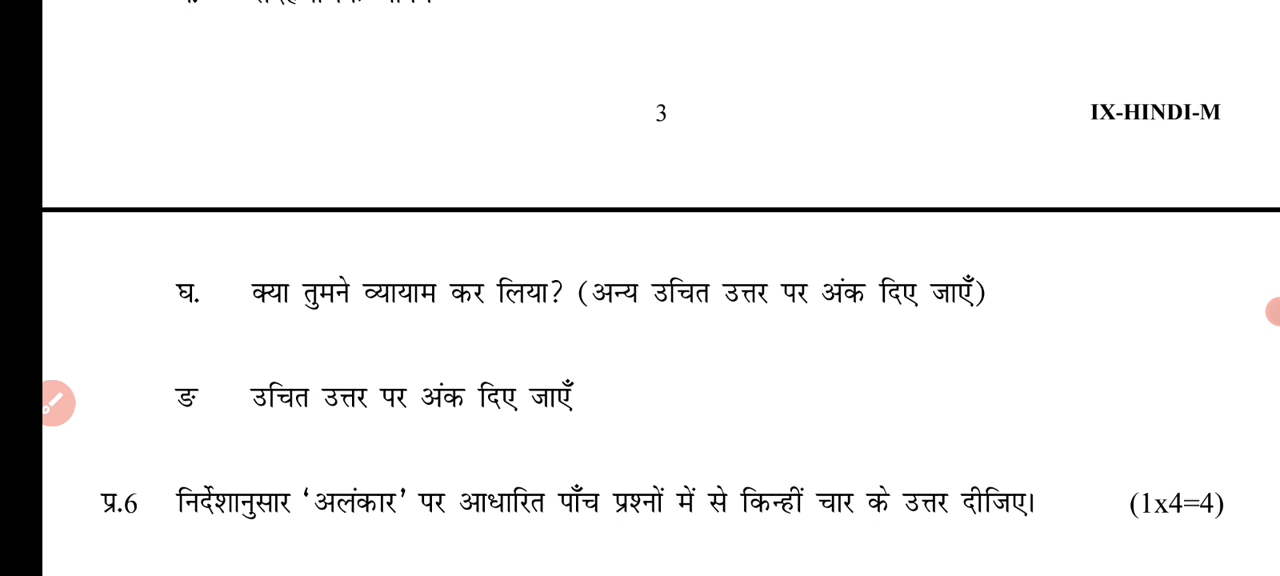 3
IX-HINDI-M
घ. क्या तुमने व्यायाम कर लिया? (अन्य उचित उत्तर पर अंक दिए जाएँ)
ङ उचित उत्तर पर अंक दिए जाएँ
प्र.6 निर्देशानुसार ‘अलंकार’ पर आधारित पाँच प्रश्नों में से किन्हीं चार के उत्तर दीजिए। (1x4=4)